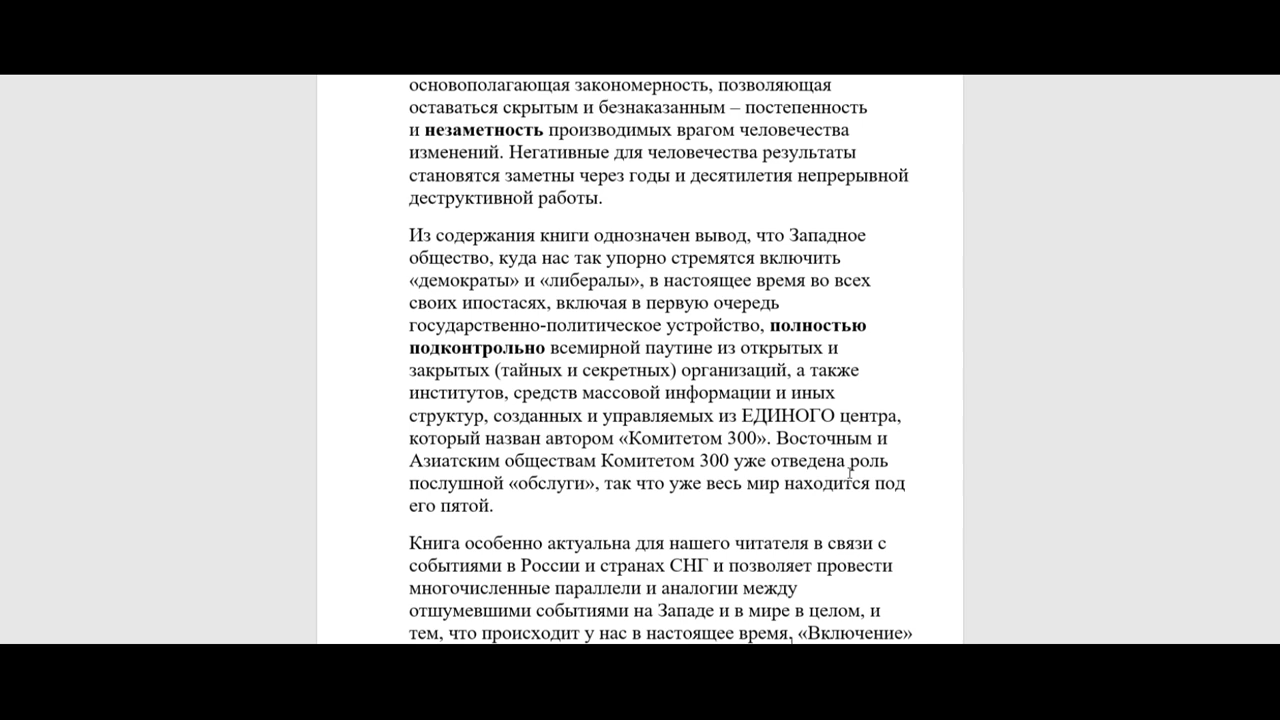 основополагающая закономерность, позволяющая
оставаться скрытым и безнаказанным – постепенность
и незаметность производимых врагом человечества
изменений. Негативные для человечества результаты
становятся заметны через годы и десятилетия непрерывной
деструктивной работы.
Из содержания книги однозначен вывод, что Западное
общество, куда нас так упорно стремятся включить
«демократы» и «либералы», в настоящее время во всех
своих ипостасях, включая в первую очередь
государственно-политическое устройство, полностью
подконтрольно всемирной паутине из открытых и
закрытых (тайных и секретных) организаций, а также
институтов, средств массовой информации и иных
структур, созданных и управляемых из ЕДИНОГО центра,
который назван автором «Комитетом 300». Восточным и
Азиатским обществам Комитетом 300 уже отведена роль
послушной «обслуги», так что уже весь мир находится под
его пятой.
Книга особенно актуальна для нашего читателя в связи с
событиями в России и странах СНГ и позволяет провести
многочисленные параллели и аналогии между
отшумевшими событиями на Западе и в мире в целом, и
тем, что происходит у нас в настоящее время, «Включение»